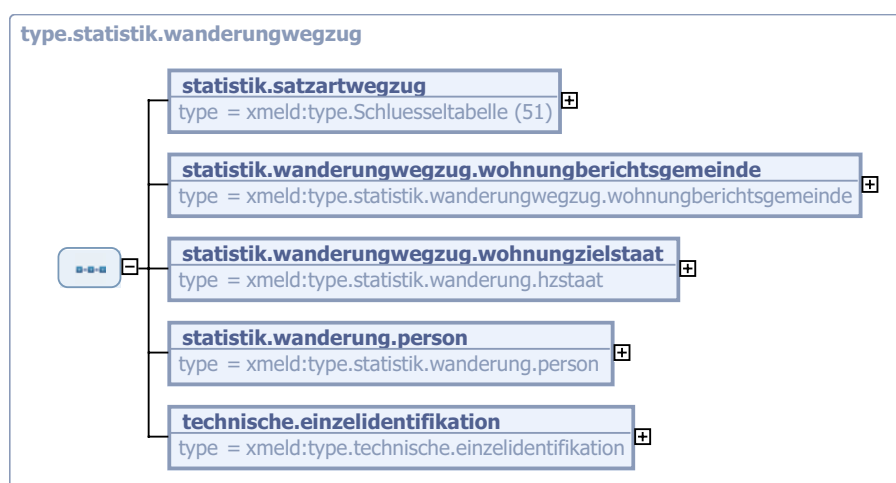 type.statistik.wanderungwegzug
statistik.satzartwegzug
type = xmeld:type.Schluesseltabelle (51)
statistik.wanderungwegzug.wohnungberichtsgemeinde
type = xmeld:type.statistik.wanderungwegzug.wohnungberichtsgemeinde
statistik.wanderungwegzug.wohnungzielstaat
type = xmeld:type.statistik.wanderung.hzstaat
statistik.wanderung.person
type = xmeld:type.statistik.wanderung.person
technische.einzelidentifikation
type = xmeld:type.technische.einzelidentifikation